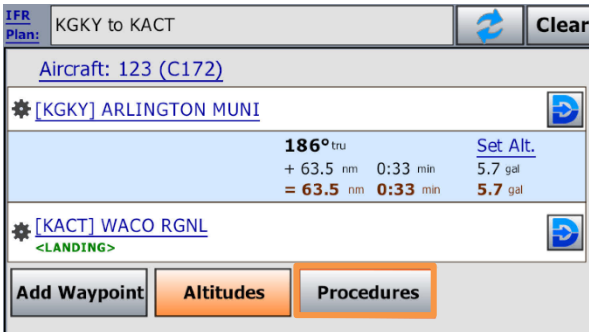 IFR Plan: KGKY to KACT Clear
Aircraft: 123 (C172)
[KGKY] ARLINGTON MUNI
186° tru Set Alt.
+ 63.5 nm 0:33 min 5.7 gal
= 63.5 nm 0:33 min 5.7 gal
[KACT] WACO RGNL
<LANDING>
Add Waypoint Altitudes Procedures